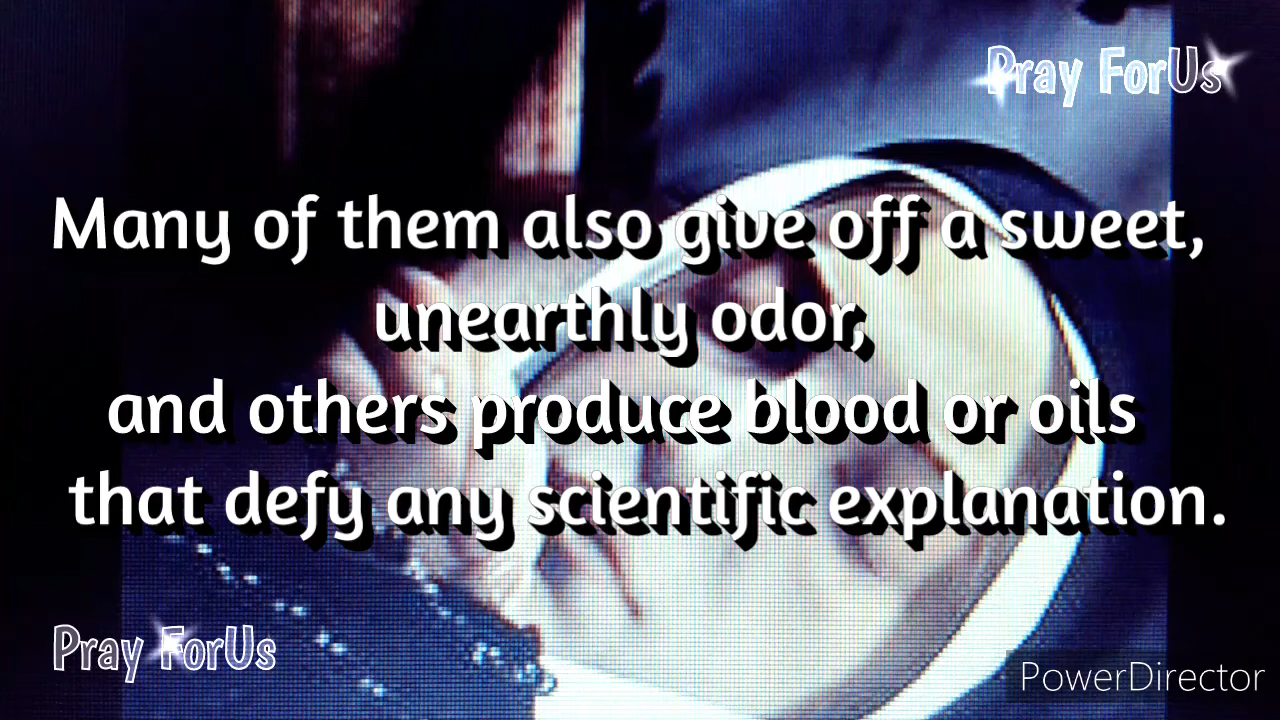 Pray ForUs
Many of them also give off a sweet,
unearthly odor,
and others produce blood or oils
that defy any scientific explanation.
Pray ForUs
PowerDirector